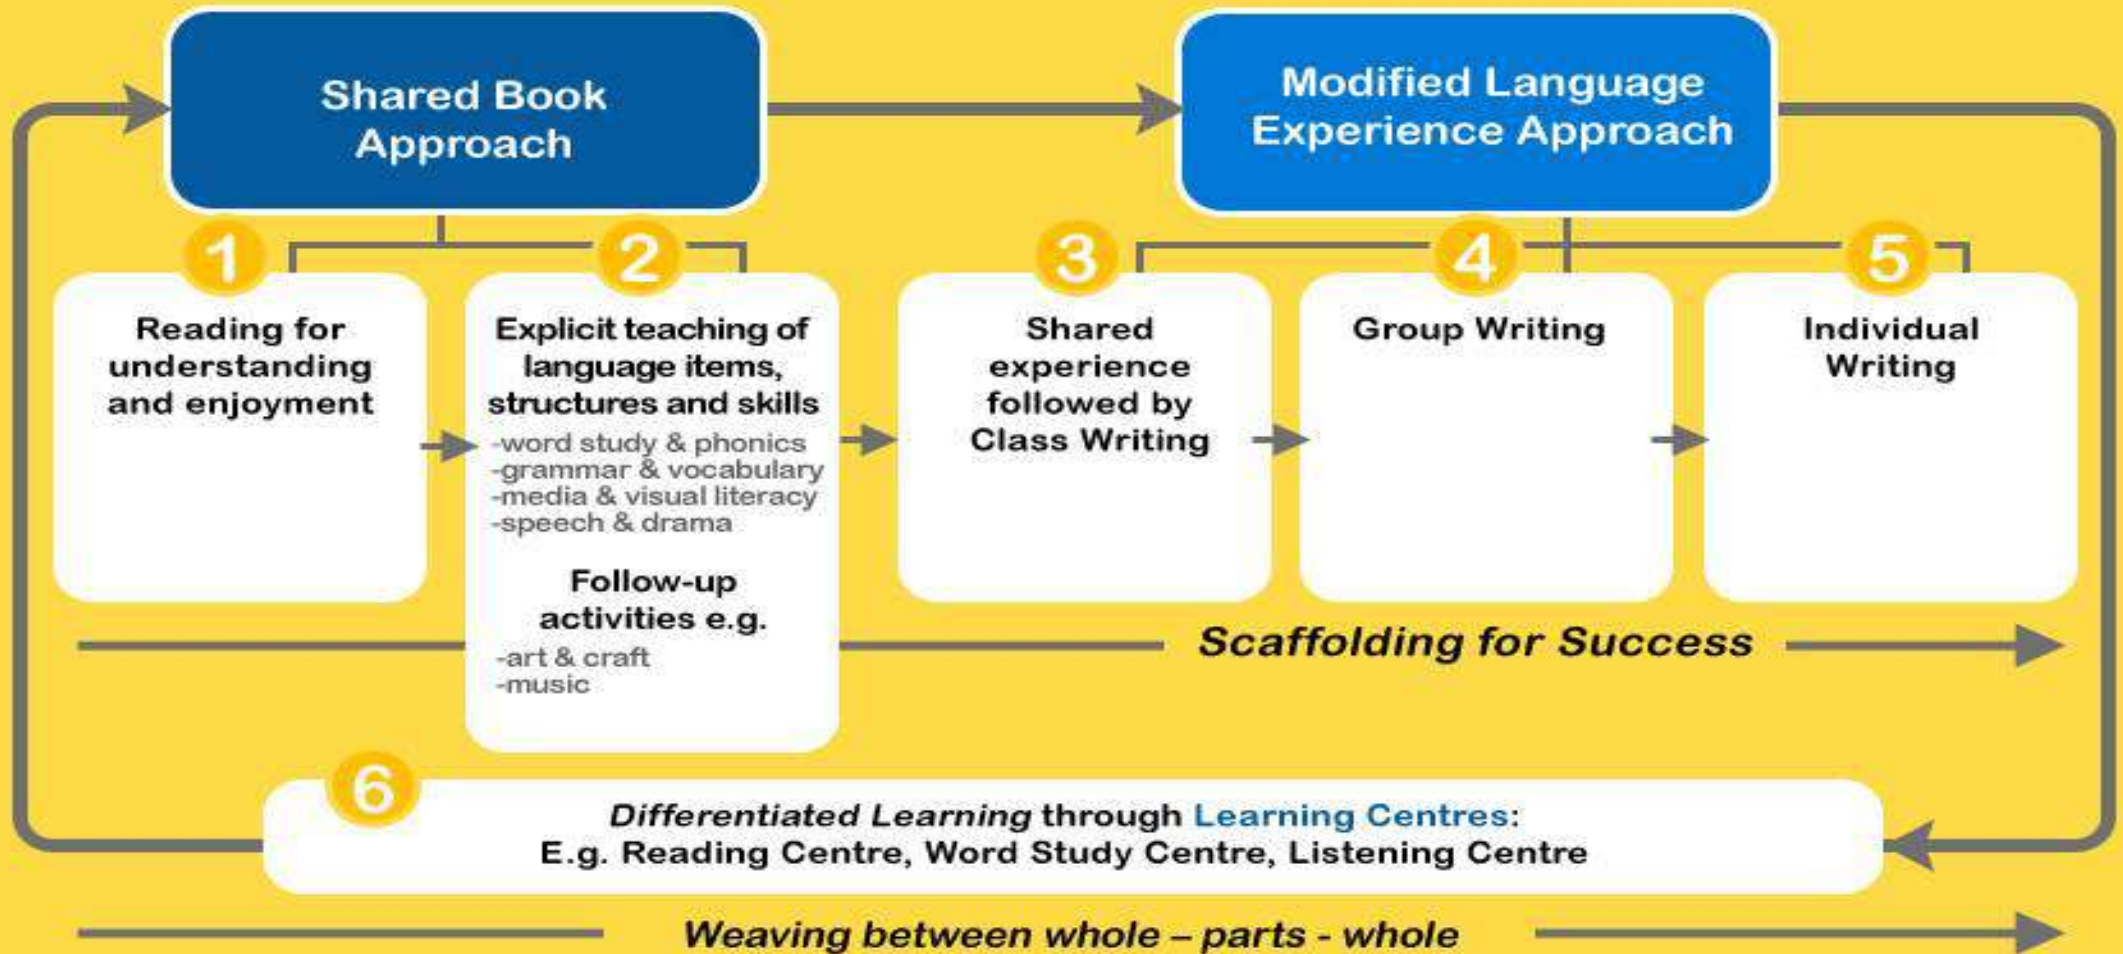 Shared Book
Approach
Modified Language
Experience Approach
1
Reading for
understanding
and enjoyment
2
Explicit teaching of
language items,
structures and skills
-word study & phonics
-grammar & vocabulary
-media & visual literacy
-speech & drama
Follow-up
activities e.g.
-art & craft
-music
3
Shared
experience
followed by
Class Writing
4
Group Writing
5
Individual
Writing
Scaffolding for Success
6
Differentiated Learning through Learning Centres:
E.g. Reading Centre, Word Study Centre, Listening Centre
Weaving between whole – parts - whole